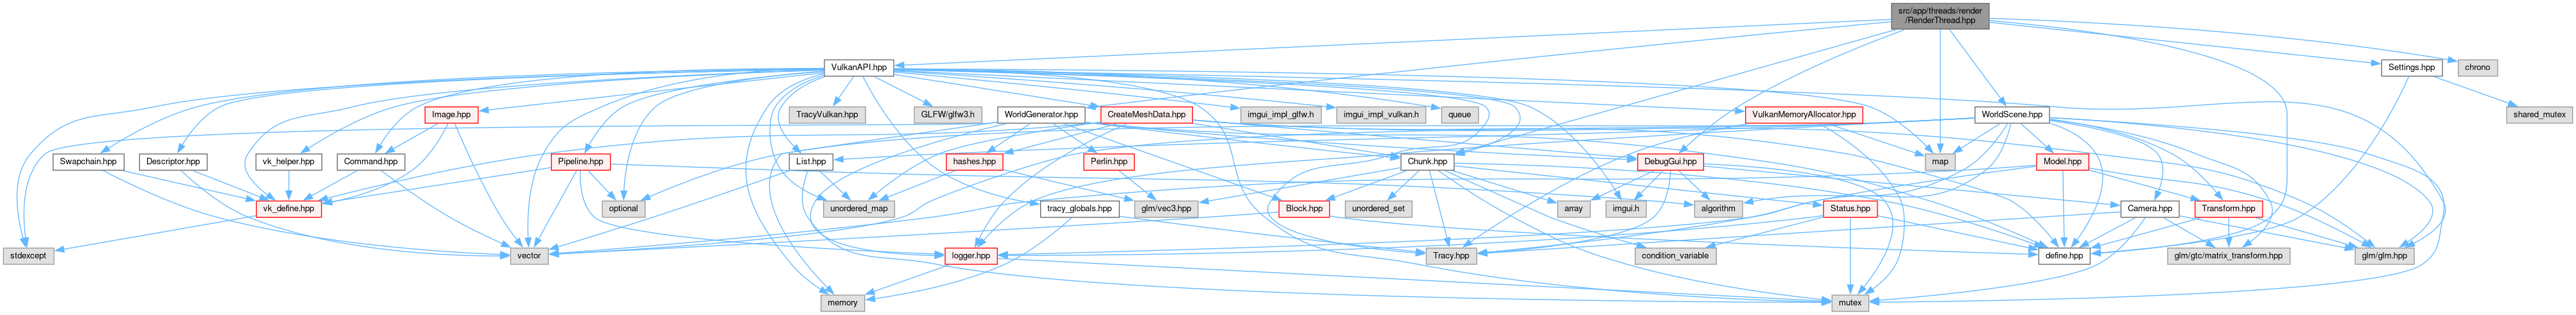 src/app/threads/render
/RenderThread.hpp
VulkanAPI.hpp
Settings.hpp
chrono
Image.hpp
TracyVulkan.hpp
GLFW/glfw3.h
WorldGenerator.hpp
CreateMeshData.hpp
imgui_impl_glfw.h
imgui_impl_vulkan.h
queue
VulkanMemoryAllocator.hpp
WorldScene.hpp
shared_mutex
Swapchain.hpp
Descriptor.hpp
vk_helper.hpp
Command.hpp
Pipeline.hpp
List.hpp
hashes.hpp
Perlin.hpp
Chunk.hpp
DebugGui.hpp
map
Model.hpp
vk_define.hpp
optional
unordered_map
tracy_globals.hpp
glm/vec3.hpp
Block.hpp
unordered_set
array
imgui.h
algorithm
Status.hpp
Camera.hpp
Transform.hpp
stdexcept
vector
logger.hpp
Tracy.hpp
condition_variable
define.hpp
glm/gtc/matrix_transform.hpp
glm/glm.hpp
memory
mutex